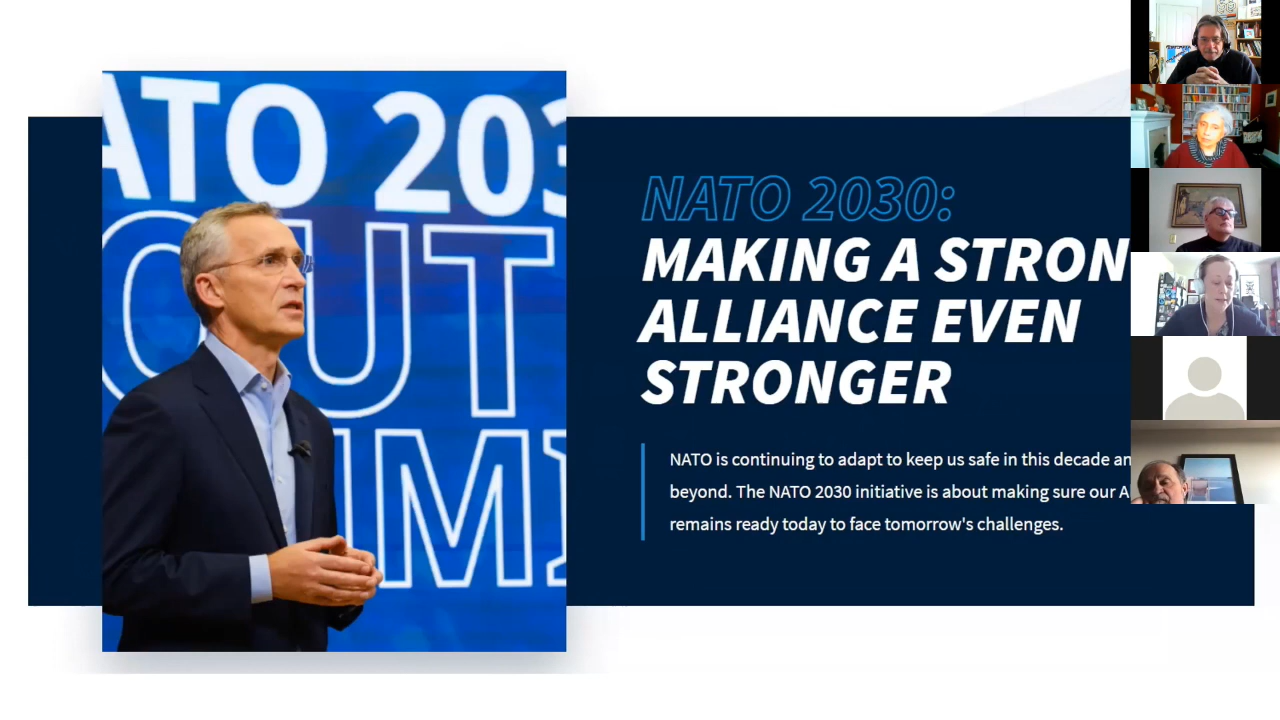 ATO 203
OUT
UM
NATO 2030:
MAKING A STRON
ALLIANCE EVEN
STRONGER
NATO is continuing to adapt to keep us safe in this decade an
beyond. The NATO 2030 initiative is about making sure our A
remains ready today to face tomorrow's challenges.